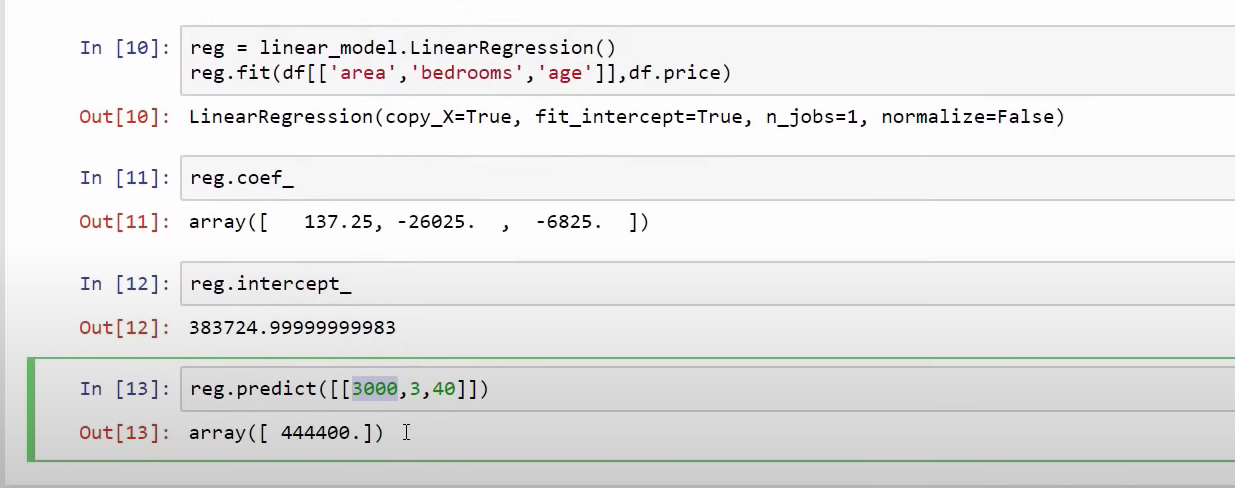 In [10]: reg = linear_model.LinearRegression()
reg.fit(df[['area','bedrooms','age']],df.price)
Out[10]: LinearRegression(copy_X=True, fit_intercept=True, n_jobs=1, normalize=False)
In [11]: reg.coef_
Out[11]: array([   137.25, -26025.  ,  -6825.  ])
In [12]: reg.intercept_
Out[12]: 383724.99999999983
In [13]: reg.predict([[3000,3,40]])
Out[13]: array([ 444400.])